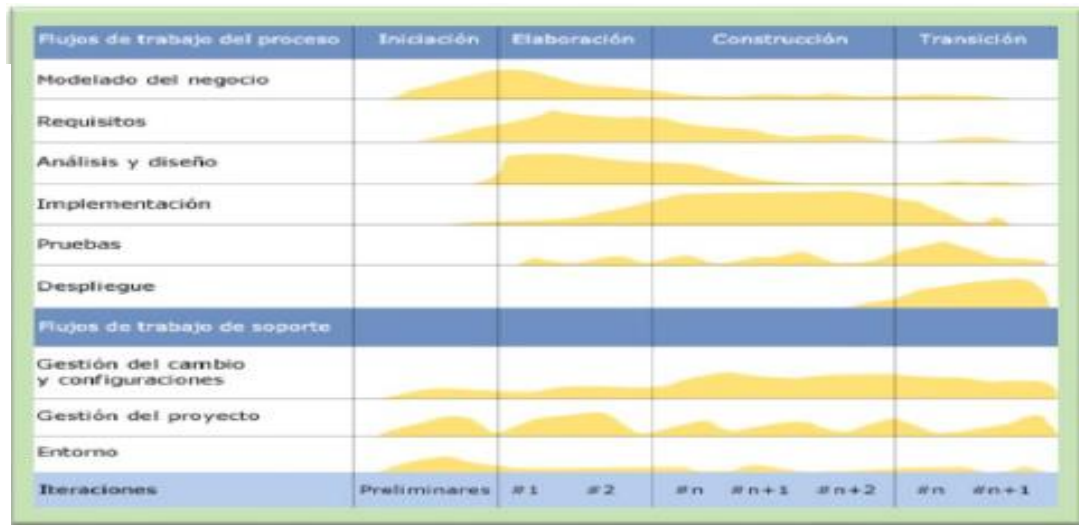 Flujos de trabajo del proceso Iniciación Elaboración Construcción Transición
Modelado del negocio
Requisitos
Análisis y diseño
Implementación
Pruebas
Despliegue
Flujos de trabajo de soporte
Gestión del cambio
y configuraciones
Gestión del proyecto
Entorno
Iteraciones Preliminares #1 #2 #n #n+1 #n+2 #n #n+1